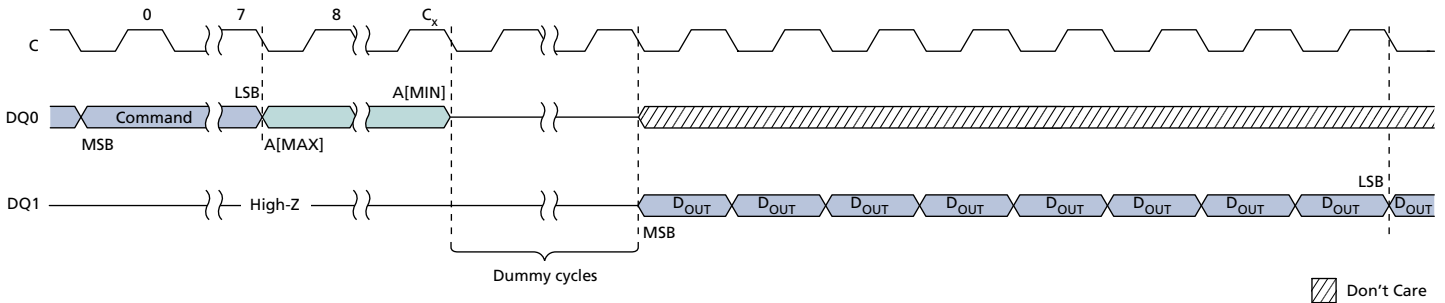 0 7 8 Cx
C
LSB A[MIN]
DQ0 Command
MSB A[MAX]
LSB
DQ1 High-Z DOUT DOUT DOUT DOUT DOUT DOUT DOUT DOUT DOUT
MSB
Dummy cycles
Don't Care